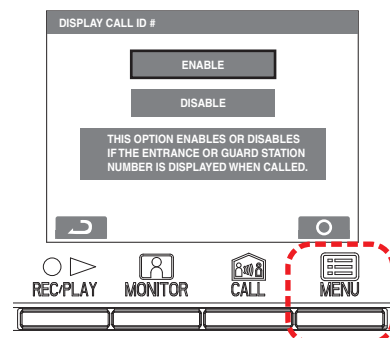 DISPLAY CALL ID #
ENABLE
DISABLE
THIS OPTION ENABLES OR DISABLES
IF THE ENTRANCE OR GUARD STATION
NUMBER IS DISPLAYED WHEN CALLED.
REC/PLAY MONITOR CALL MENU